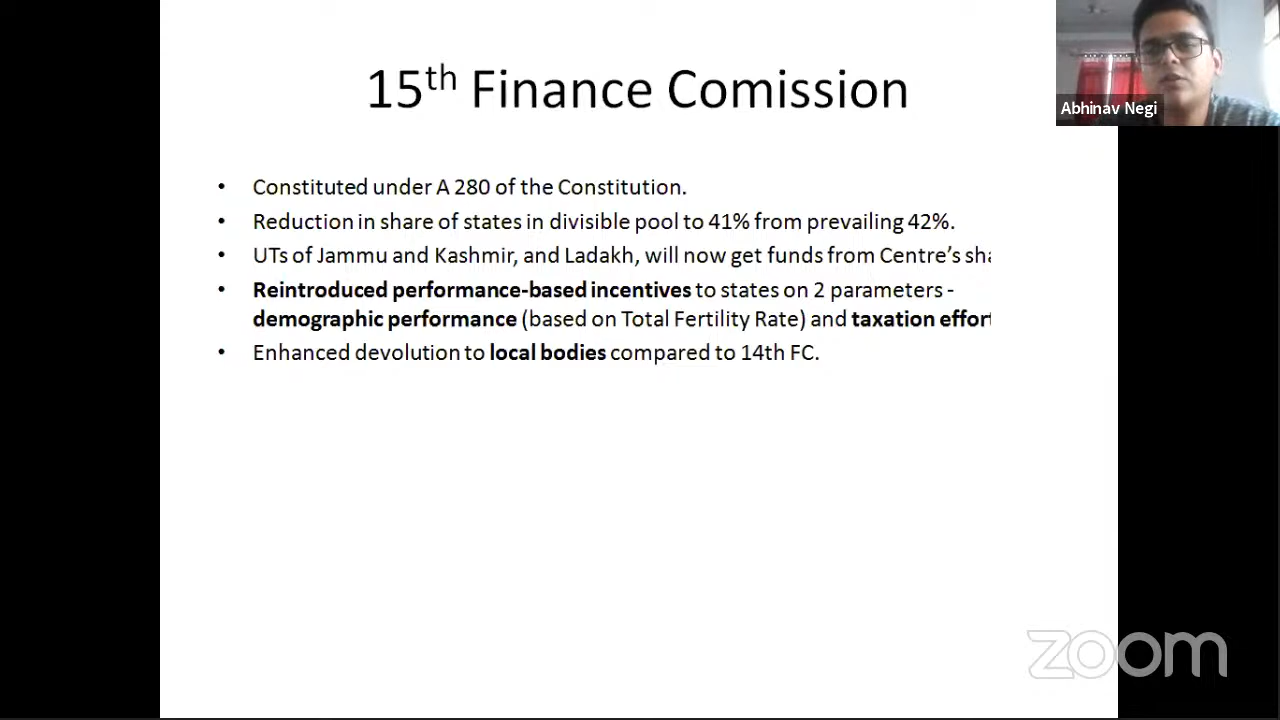 15th Finance Comission
Abhinav Negi
• Constituted under A 280 of the Constitution.
• Reduction in share of states in divisible pool to 41% from prevailing 42%.
• UTs of Jammu and Kashmir, and Ladakh, will now get funds from Centre's
• Reintroduced performance-based incentives to states on 2 parameters -
demographic performance (based on Total Fertility Rate) and taxation
• Enhanced devolution to local bodies compared to 14th FC.
zoom